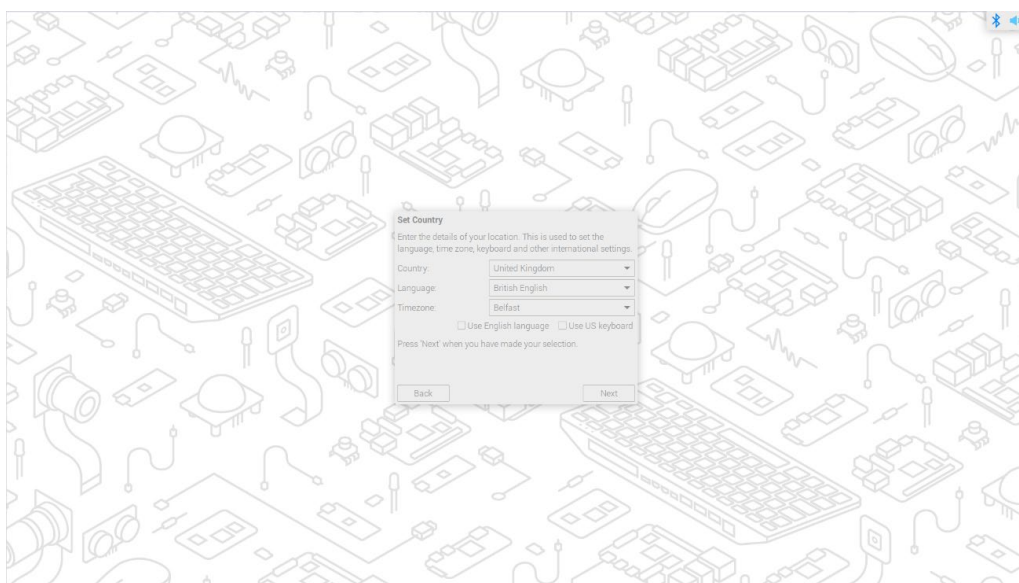 Set Country
Enter the details of your location. This is used to set the
language, time zone, keyboard and other international settings.
Country: United Kingdom
Language: British English
Timezone: Belfast
Use English language Use US keyboard
Press 'Next' when you have made your selection.
Back Next